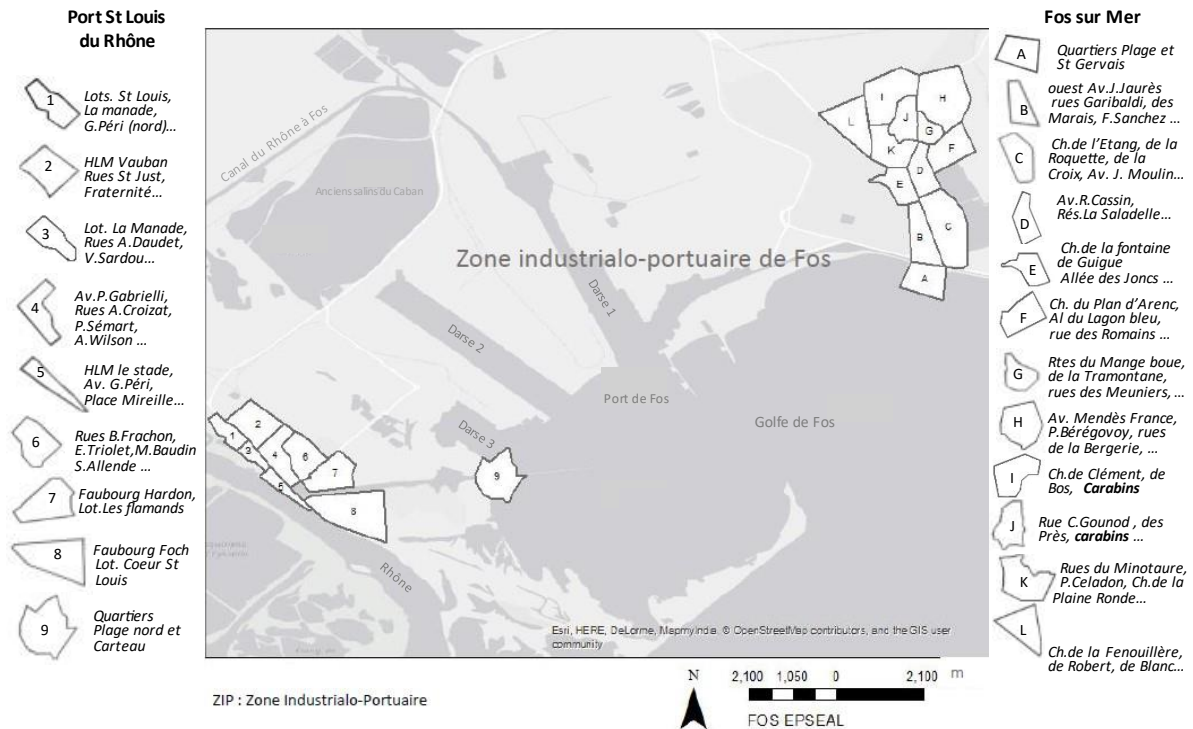 Port St Louis
du Rhône
1
Lots. St Louis,
La manade,
G.Péri (nord)...
2
HLM Vauban
Rues St Just,
Fraternité...
3
Lot. La Manade,
Rues A.Daudet,
V.Sardou...
4
Av.P.Gabrielli,
Rues A.Croizat,
P.Sémart,
A.Wilson ...
5
HLM le stade,
Av. G.Péri,
Place Mireille...
6
Rues B.Frachon,
E.Triolet,M.Baudin
S.Allende ...
7
Faubourg Hardon,
Lot.Les flamands
8
Faubourg Foch
Lot. Coeur St
Louis
9
Quartiers
Plage nord et
Carteau
Canal du Rhône à Fos
Anciens salins du Caban
Zone industrialo-portuaire de Fos
Darse 1
Darse 2
Darse 3
Port de Fos
Golfe de Fos
Rhône
I
H
J
L
G
K
F
D
E
B
C
A
2
1
3
4
6
7
5
8
9
Esri, HERE, DeLorme, MapmyIndia, © OpenStreetMap contributors, and the GIS user
community
Fos sur Mer
A
Quartiers Plage et
St Gervais
B
ouest Av.J.Jaurès
rues Garibaldi, des
Marais, F.Sanchez ...
C
Ch.de l'Etang, de la
Roquette, de la
Croix, Av. J. Moulin...
D
Av.R.Cassin,
Rés.La Saladelle...
E
Ch.de la fontaine
de Guigue
Allée des Joncs ...
F
Ch. du Plan d'Arenc,
Al du Lagon bleu,
rue des Romains ...
G
Rtes du Mange boue,
de la Tramontane,
rues des Meuniers, ...
H
Av. Mendès France,
P.Bérégovoy, rues
de la Bergerie, ...
I
Ch.de Clément, de
Bos, Carabins
J
Rue C.Gounod , des
Près, carabins ...
K
Rues du Minotaure,
P.Celadon, Ch.de la
Plaine Ronde...
L
Ch.de la Fenouillère,
de Robert, de Blanc...
ZIP : Zone Industrialo-Portuaire
N
2,100 1,050 0 2,100 m
FOS EPSEAL